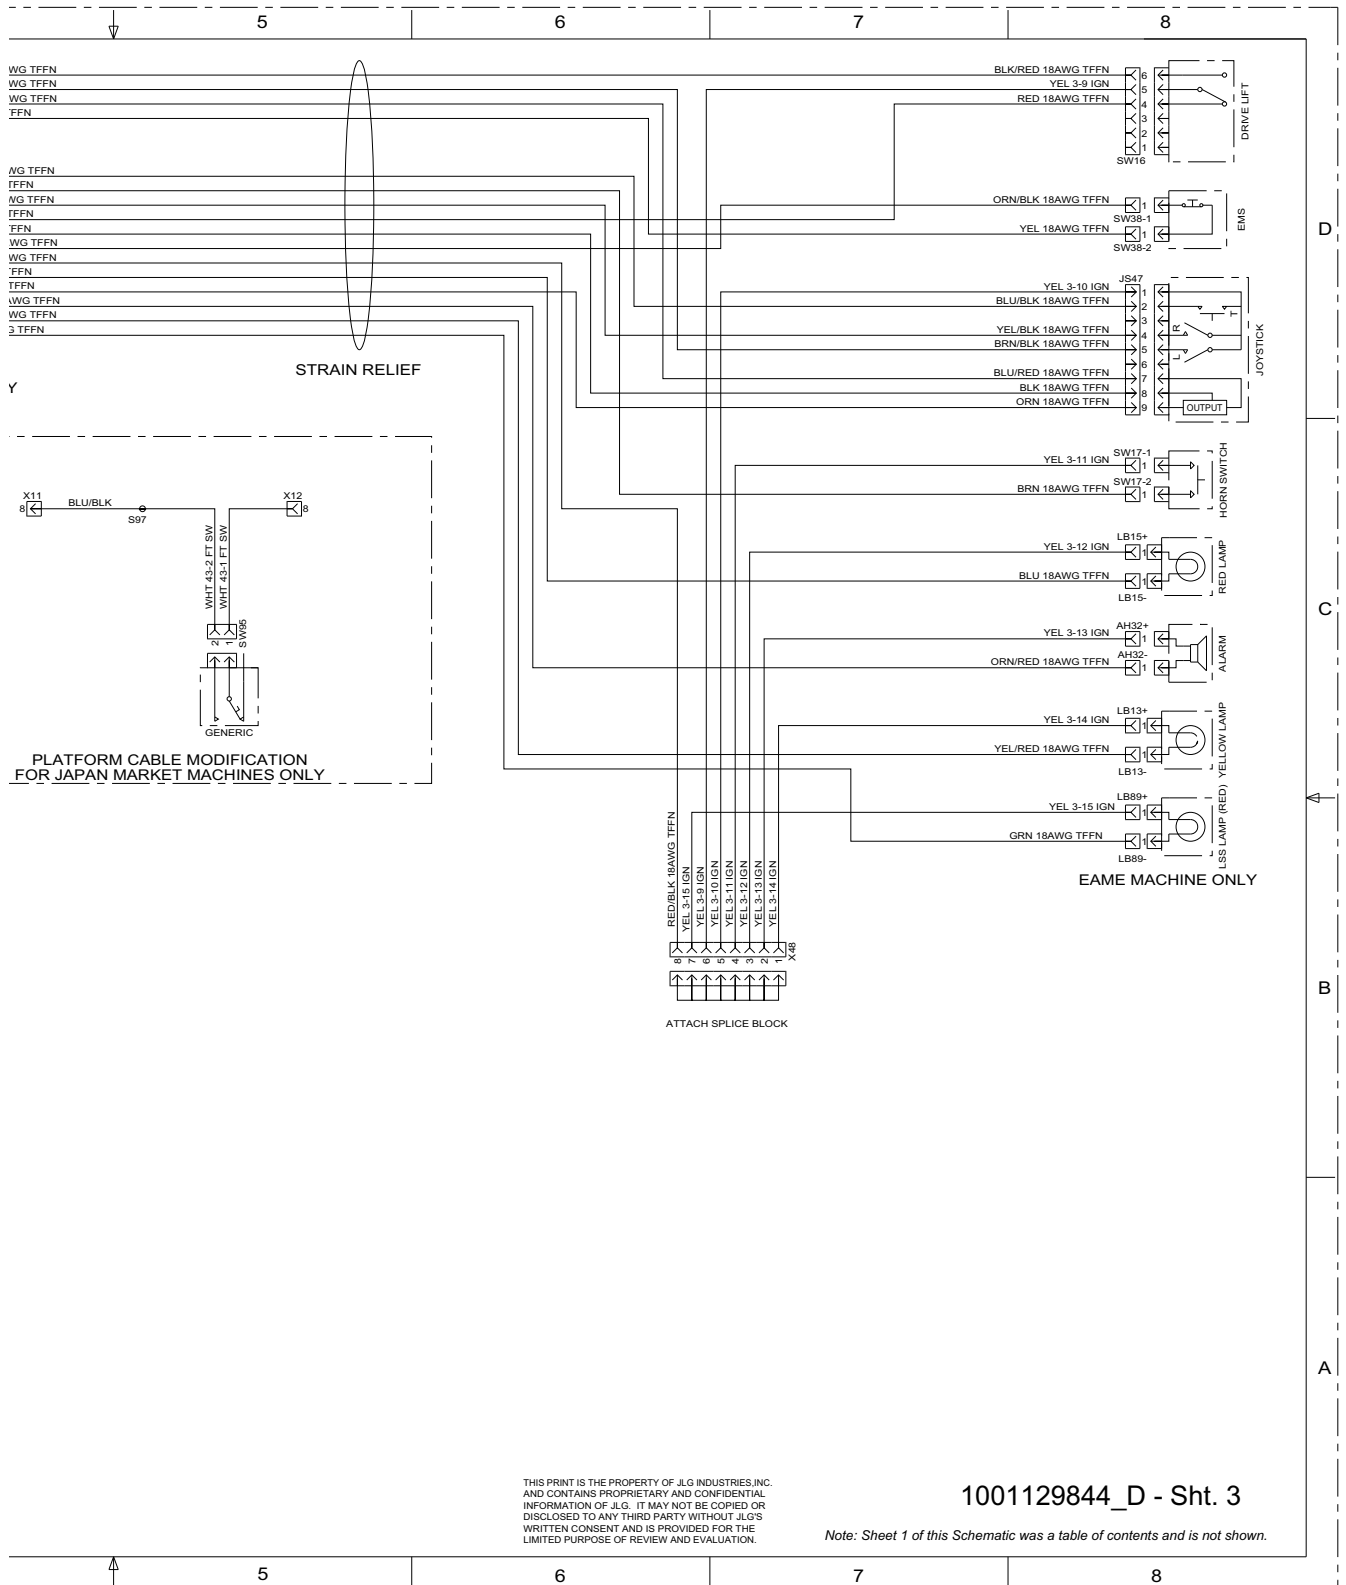 5 6 7 8
WG TFFN
WG TFFN
WG TFFN
TFFN
WG TFFN
TFFN
WG TFFN
TFFN
TFFN
WG TFFN
WG TFFN
TFFN
TFFN
AWG TFFN
WG TFFN
G TFFN
STRAIN RELIEF
Y
BLK/RED 18AWG TFFN
YEL 3-9 IGN
RED 18AWG TFFN
6
5
4
3
2
1
SW16
DRIVE LIFT
ORN/BLK 18AWG TFFN
1
SW38-1
YEL 18AWG TFFN
1
SW38-2
EMS
D
JS47
YEL 3-10 IGN 1
BLU/BLK 18AWG TFFN 2
3
YEL/BLK 18AWG TFFN 4
BRN/BLK 18AWG TFFN 5
6
BLU/RED 18AWG TFFN 7
BLK 18AWG TFFN 8
ORN 18AWG TFFN 9
T
R
L
OUTPUT
JOYSTICK
SW17-1
YEL 3-11 IGN 1
SW17-2
BRN 18AWG TFFN 1
HORN SWITCH
LB15+
YEL 3-12 IGN 1
BLU 18AWG TFFN 1
LB15-
RED LAMP
C
AH32+
YEL 3-13 IGN 1
AH32-
ORN/RED 18AWG TFFN 1
ALARM
LB13+
YEL 3-14 IGN 1
YEL/RED 18AWG TFFN 1
LB13-
YELLOW LAMP
LB89+
YEL 3-15 IGN 1
GRN 18AWG TFFN 1
LB89-
LSS LAMP (RED)
EAME MACHINE ONLY
X11
8
BLU/BLK
S97
X12
8
WHT 43-2 FT SW
WHT 43-1 FT SW
2 1
SW95
GENERIC
PLATFORM CABLE MODIFICATION
FOR JAPAN MARKET MACHINES ONLY
RED/BLK 18AWG TFFN
YEL 3-15 IGN
YEL 3-9 IGN
YEL 3-10 IGN
YEL 3-11 IGN
YEL 3-12 IGN
YEL 3-13 IGN
YEL 3-14 IGN
8 7 6 5 4 3 2 1
X48
ATTACH SPLICE BLOCK
B
A
THIS PRINT IS THE PROPERTY OF JLG INDUSTRIES,INC.
AND CONTAINS PROPRIETARY AND CONFIDENTIAL
INFORMATION OF JLG. IT MAY NOT BE COPIED OR
DISCLOSED TO ANY THIRD PARTY WITHOUT JLG'S
WRITTEN CONSENT AND IS PROVIDED FOR THE
LIMITED PURPOSE OF REVIEW AND EVALUATION.
1001129844_D - Sht. 3
Note: Sheet 1 of this Schematic was a table of contents and is not shown.
5 6 7 8